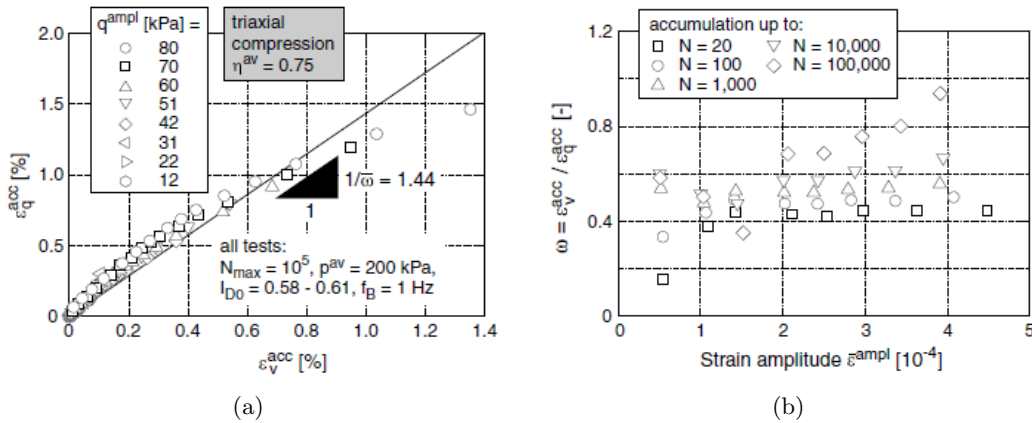 q^ampl [kPa] =
80
70
60
51
42
31
22
12
triaxial
compression
η^av = 0.75
2.0
1.5
1.0
0.5
0
ε_q^acc [%]
1/ω̅ = 1.44
1
all tests:
N_max = 10^5, p^av = 200 kPa,
I_D0 = 0.58 - 0.61, f_B = 1 Hz
0 0.2 0.4 0.6 0.8 1.0 1.2 1.4
ε_v^acc [%]
(a)
accumulation up to:
N = 20
N = 100
N = 1,000
N = 10,000
N = 100,000
1.2
0.8
0.4
0
ω = ε_v^acc / ε_q^acc [-]
0 1 2 3 4 5
Strain amplitude ε̅^ampl [10^-4]
(b)